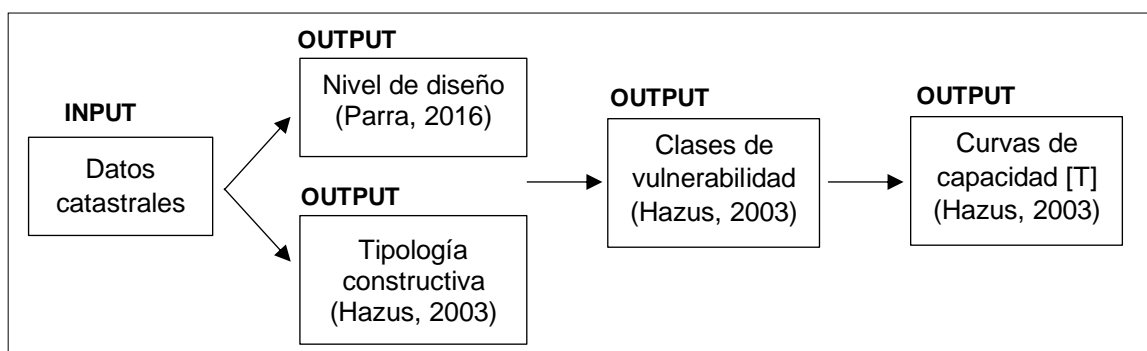 INPUT
Datos
catastrales
OUTPUT
Nivel de diseño
(Parra, 2016)
OUTPUT
Tipología
constructiva
(Hazus, 2003)
OUTPUT
Clases de
vulnerabilidad
(Hazus, 2003)
OUTPUT
Curvas de
capacidad [T]
(Hazus, 2003)